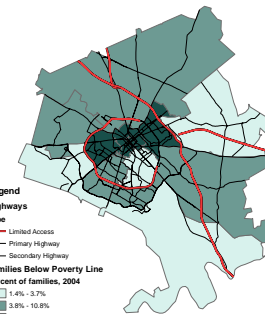 gend
ghways
pe
Limited Access
Primary Highway
Secondary Highway
milies Below Poverty Line
cent of families, 2004
1.4% - 3.7%
3.8% - 10.8%